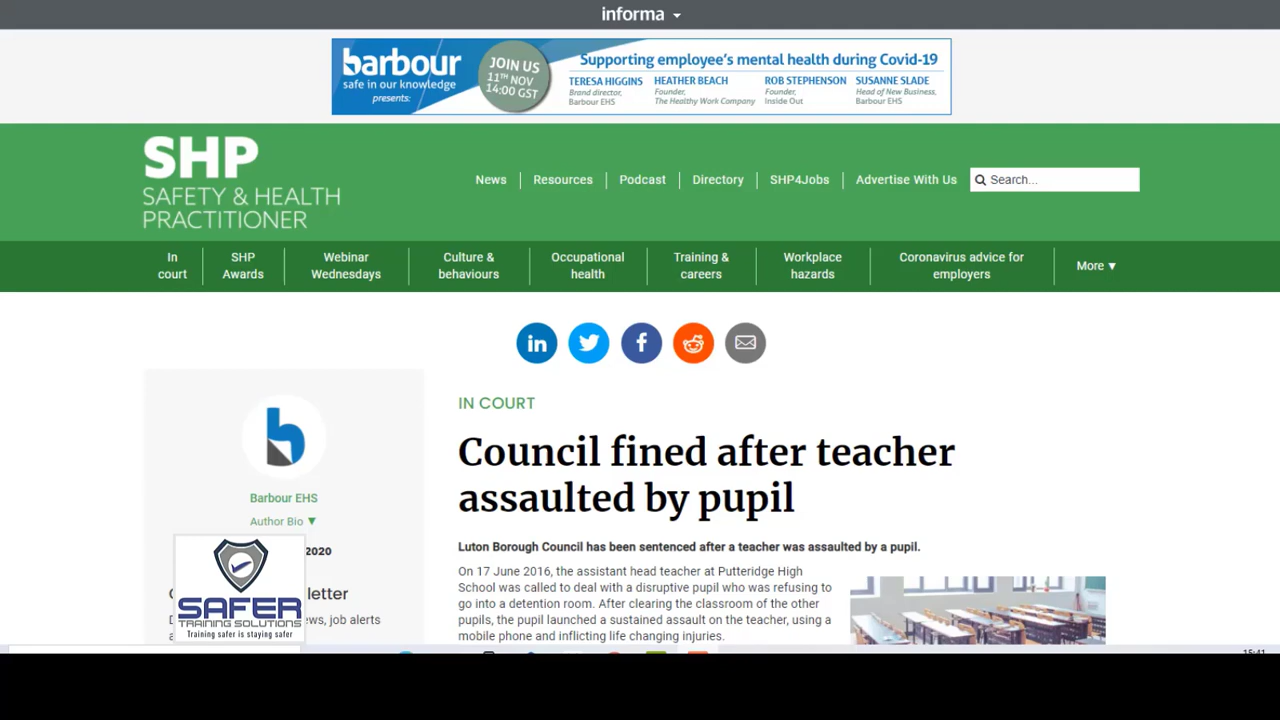 informa
barbour
safe in our knowledge
presents:
JOIN US
11TH NOV
14:00 GST
Supporting employee's mental health during Covid-19
TERESA HIGGINS
Brand director,
Barbour EHS
HEATHER BEACH
Founder,
The Healthy Work Company
ROB STEPHENSON
Founder,
Inside Out
SUSANNE SLADE
Head of New Business,
Barbour EHS
SHP
SAFETY & HEALTH
PRACTITIONER
News
Resources
Podcast
Directory
SHP4Jobs
Advertise With Us
Search...
In
court
SHP
Awards
Webinar
Wednesdays
Culture &
behaviours
Occupational
health
Training &
careers
Workplace
hazards
Coronavirus advice for
employers
More ▼
in
f
IN COURT
Council fined after teacher
assaulted by pupil
b
Barbour EHS
Author Bio ▼
2020
Luton Borough Council has been sentenced after a teacher was assaulted by a pupil.
On 17 June 2016, the assistant head teacher at Putteridge High
School was called to deal with a disruptive pupil who was refusing to
go into a detention room. After clearing the classroom of the other
pupils, the pupil launched a sustained assault on the teacher, using a
mobile phone and inflicting life changing injuries.
job alerts
SAFER
TRAINING SOLUTIONS
Training safer is staying safer
15:41